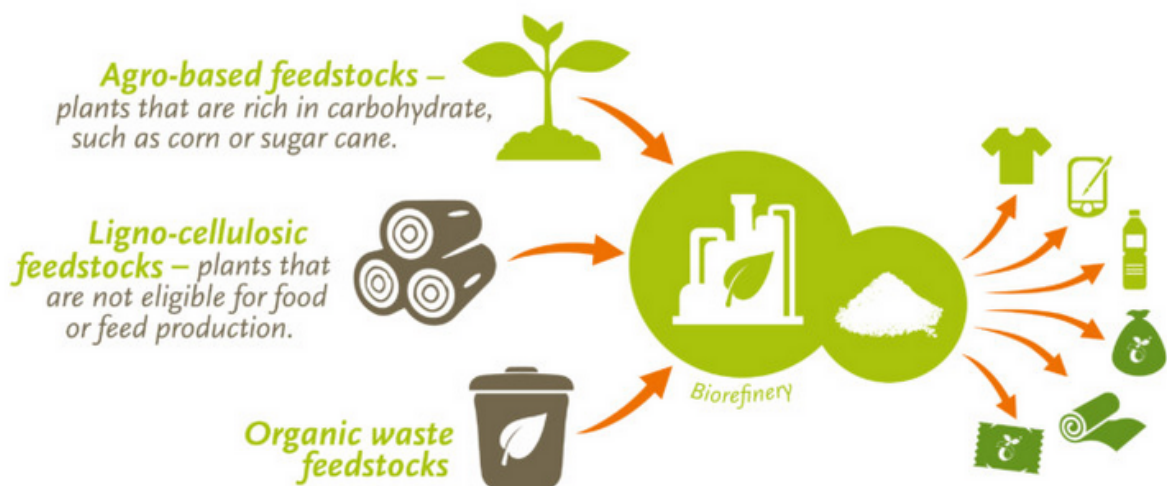 Agro-based feedstocks –
plants that are rich in carbohydrate,
such as corn or sugar cane.
Ligno-cellulosic
feedstocks – plants that
are not eligible for food
or feed production.
Organic waste
feedstocks
Biorefinery